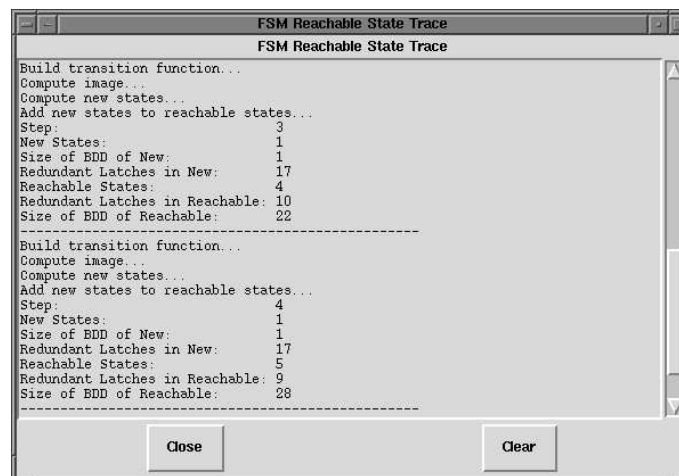 FSM Reachable State Trace
FSM Reachable State Trace
Build transition function...
Compute image...
Compute new states...
Add new states to reachable states...
Step: 3
New States: 1
Size of BDD of New: 1
Redundant Latches in New: 17
Reachable States: 4
Redundant Latches in Reachable: 10
Size of BDD of Reachable: 22
--------------------------------------------------
Build transition function...
Compute image...
Compute new states...
Add new states to reachable states...
Step: 4
New States: 1
Size of BDD of New: 1
Redundant Latches in New: 17
Reachable States: 5
Redundant Latches in Reachable: 9
Size of BDD of Reachable: 28
--------------------------------------------------
Close Clear